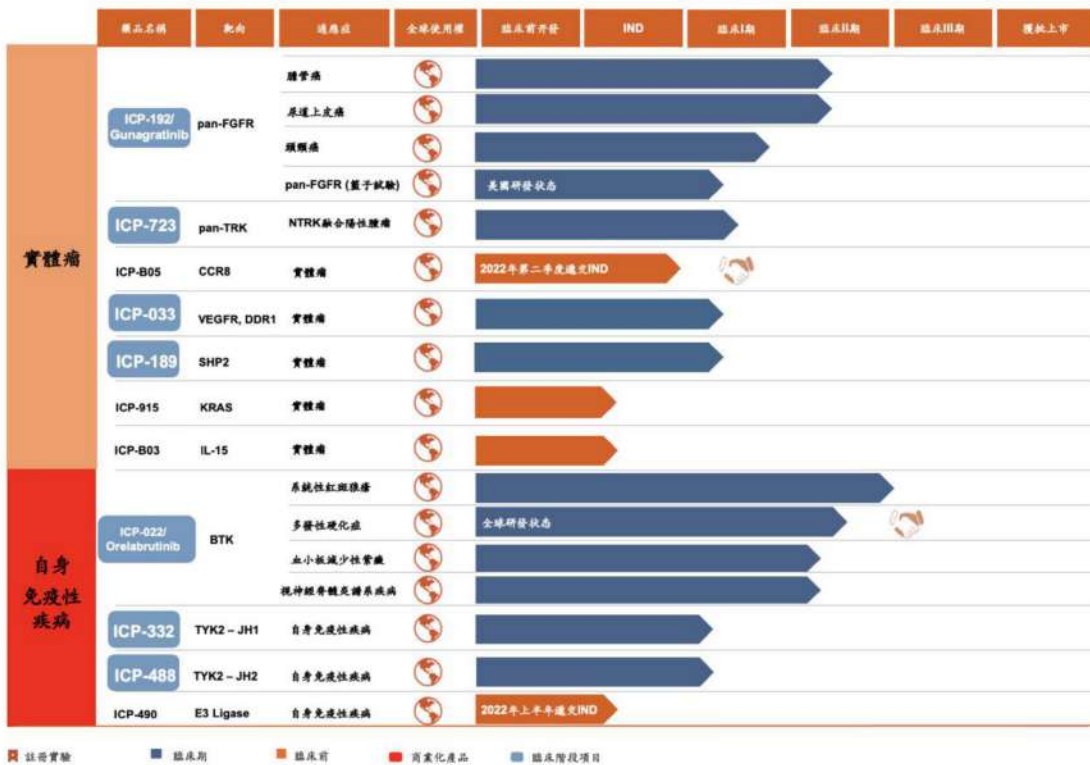 藥品名稱 靶向 適應症 全球使用權 臨床前開發 IND 臨床I期 臨床II期 臨床III期 獲批上市
實體瘤
ICP-192/
Gunagratinib
pan-FGFR
膽管癌
尿道上皮癌
頭頸癌
pan-FGFR (籃子試驗) 美國研發狀态
ICP-723 pan-TRK NTRK融合陽性腫瘤
ICP-B05 CCR8 實體瘤 2022年第二季度遞交IND
ICP-033 VEGFR, DDR1 實體瘤
ICP-189 SHP2 實體瘤
ICP-915 KRAS 實體瘤
ICP-B03 IL-15 實體瘤
自身
免疫性
疾病
ICP-022/
Orelabrutinib
BTK
系統性紅斑狼瘡
多發性硬化症 全球研發狀态
血小板減少性紫癜
視神經脊髓炎譜系疾病
ICP-332 TYK2 – JH1 自身免疫性疾病
ICP-488 TYK2 – JH2 自身免疫性疾病
ICP-490 E3 Ligase 自身免疫性疾病 2022年上半年遞交IND
註冊實驗 臨床期 臨床前 商業化產品 臨床階段項目